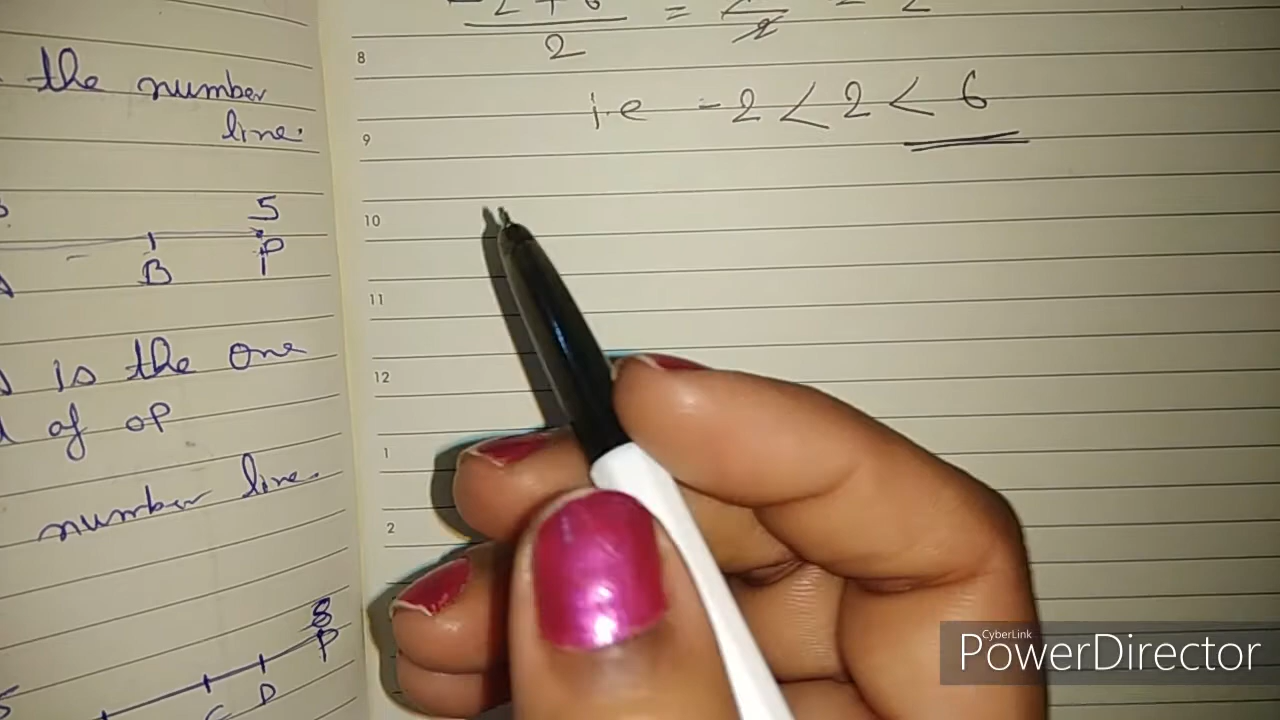 the number
line.
5
B P
is the one
of OP
number line.
8
P
C D
2 2
8
i.e -2 < 2 < 6
9
10
11
12
1
2
CyberLink
PowerDirector